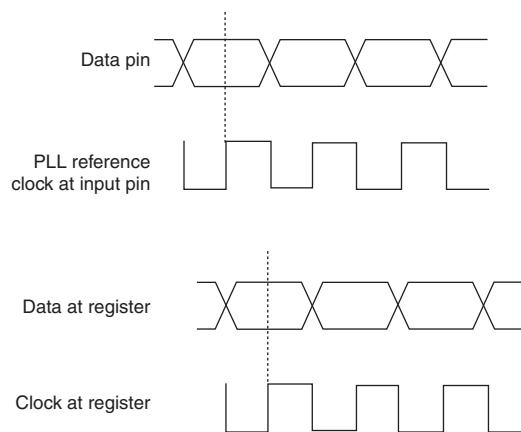 Data pin
PLL reference
clock at input pin
Data at register
Clock at register